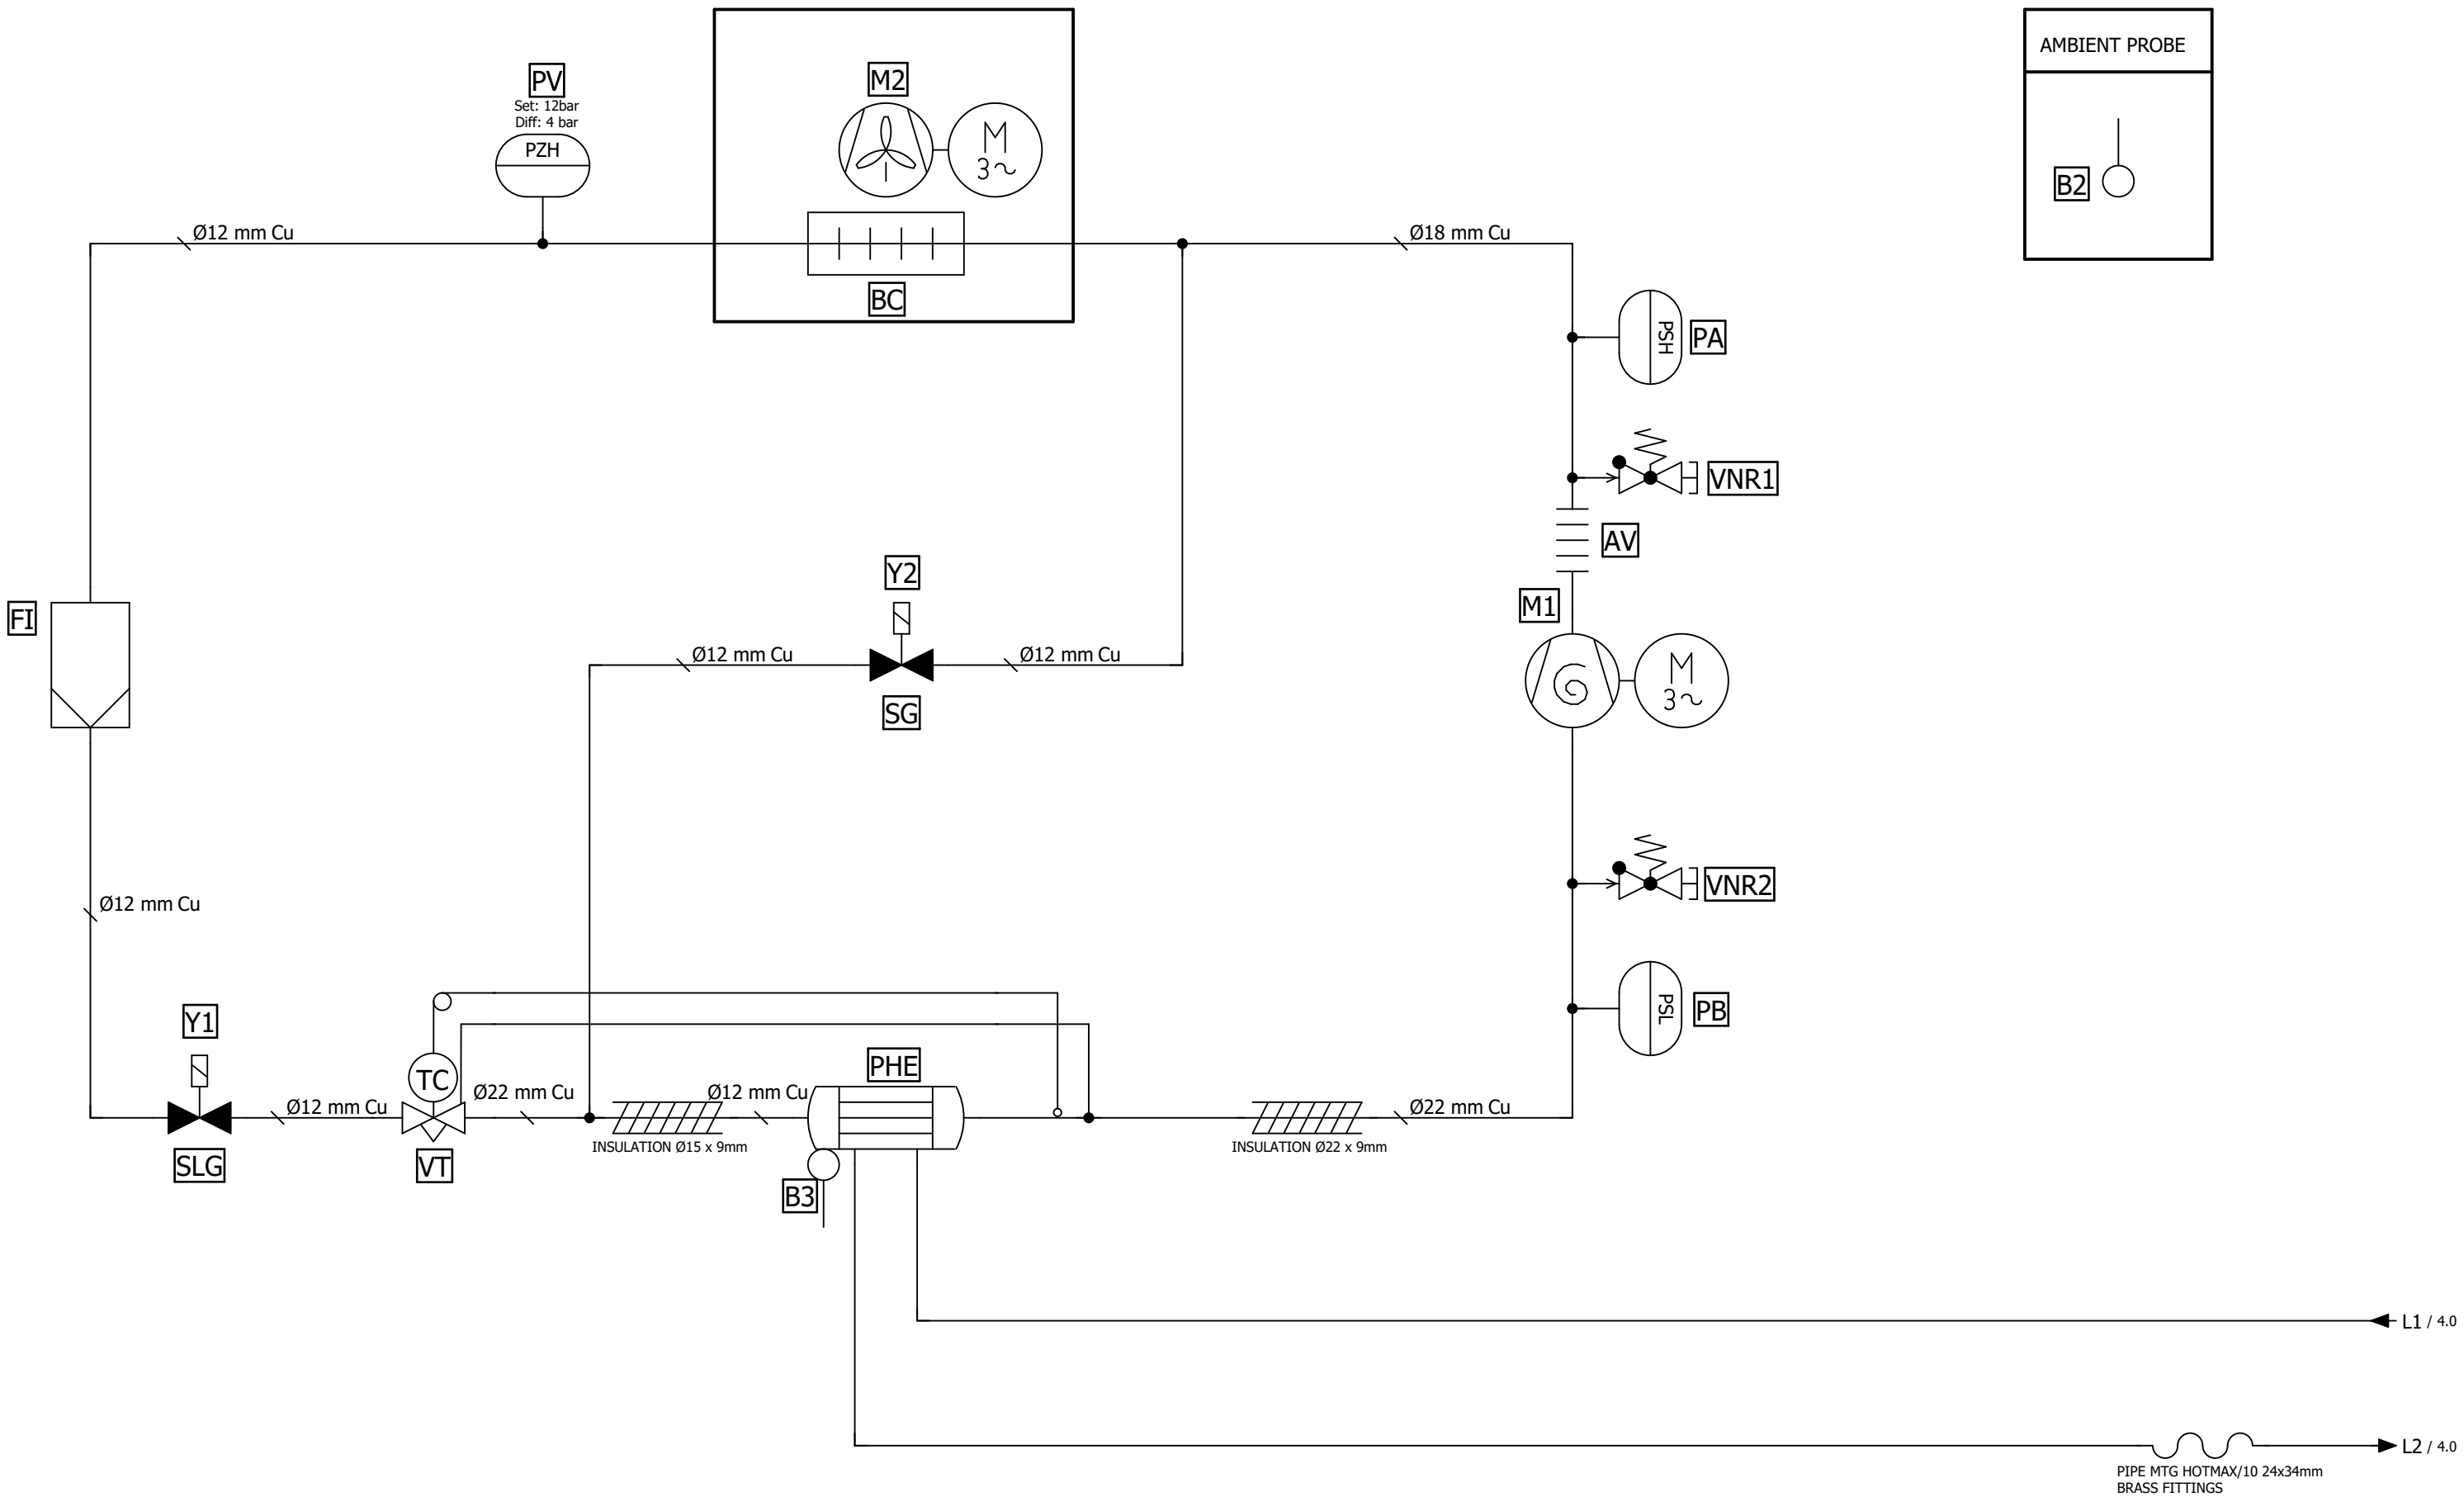 AMBIENT PROBE
PV
Set: 12bar
Diff: 4 bar
PZH
M2
M
3~
B2
Ø12 mm Cu
Ø18 mm Cu
BC
PSH
PA
VNR1
AV
Y2
M1
FI
Ø12 mm Cu
Ø12 mm Cu
M
3~
SG
VNR2
Ø12 mm Cu
PSL
PB
Y1
TC
PHE
Ø12 mm Cu
Ø22 mm Cu
Ø12 mm Cu
Ø22 mm Cu
INSULATION Ø15 x 9mm
INSULATION Ø22 x 9mm
SLG
VT
B3
L1 / 4.0
L2 / 4.0
PIPE MTG HOTMAX/10 24x34mm
BRASS FITTINGS